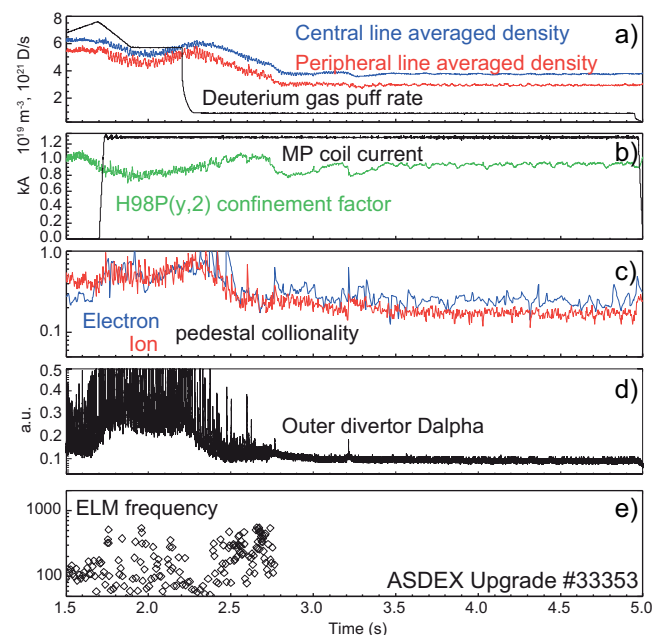 a)
Central line averaged density
Peripheral line averaged density
Deuterium gas puff rate
10¹⁹ m⁻³, 10²¹ D/s
8
6
4
2
b)
MP coil current
H98P(y,2) confinement factor
kA
1.2
1.0
0.8
0.6
0.4
0.2
0.0
c)
1.0
0.1
Electron
Ion
pedestal collionality
d)
Outer divertor Dalpha
a.u.
0.5
0.4
0.3
0.2
0.1
e)
ELM frequency
1000
100
ASDEX Upgrade #33353
1.5 2.0 2.5 3.0 3.5 4.0 4.5 5.0
Time (s)